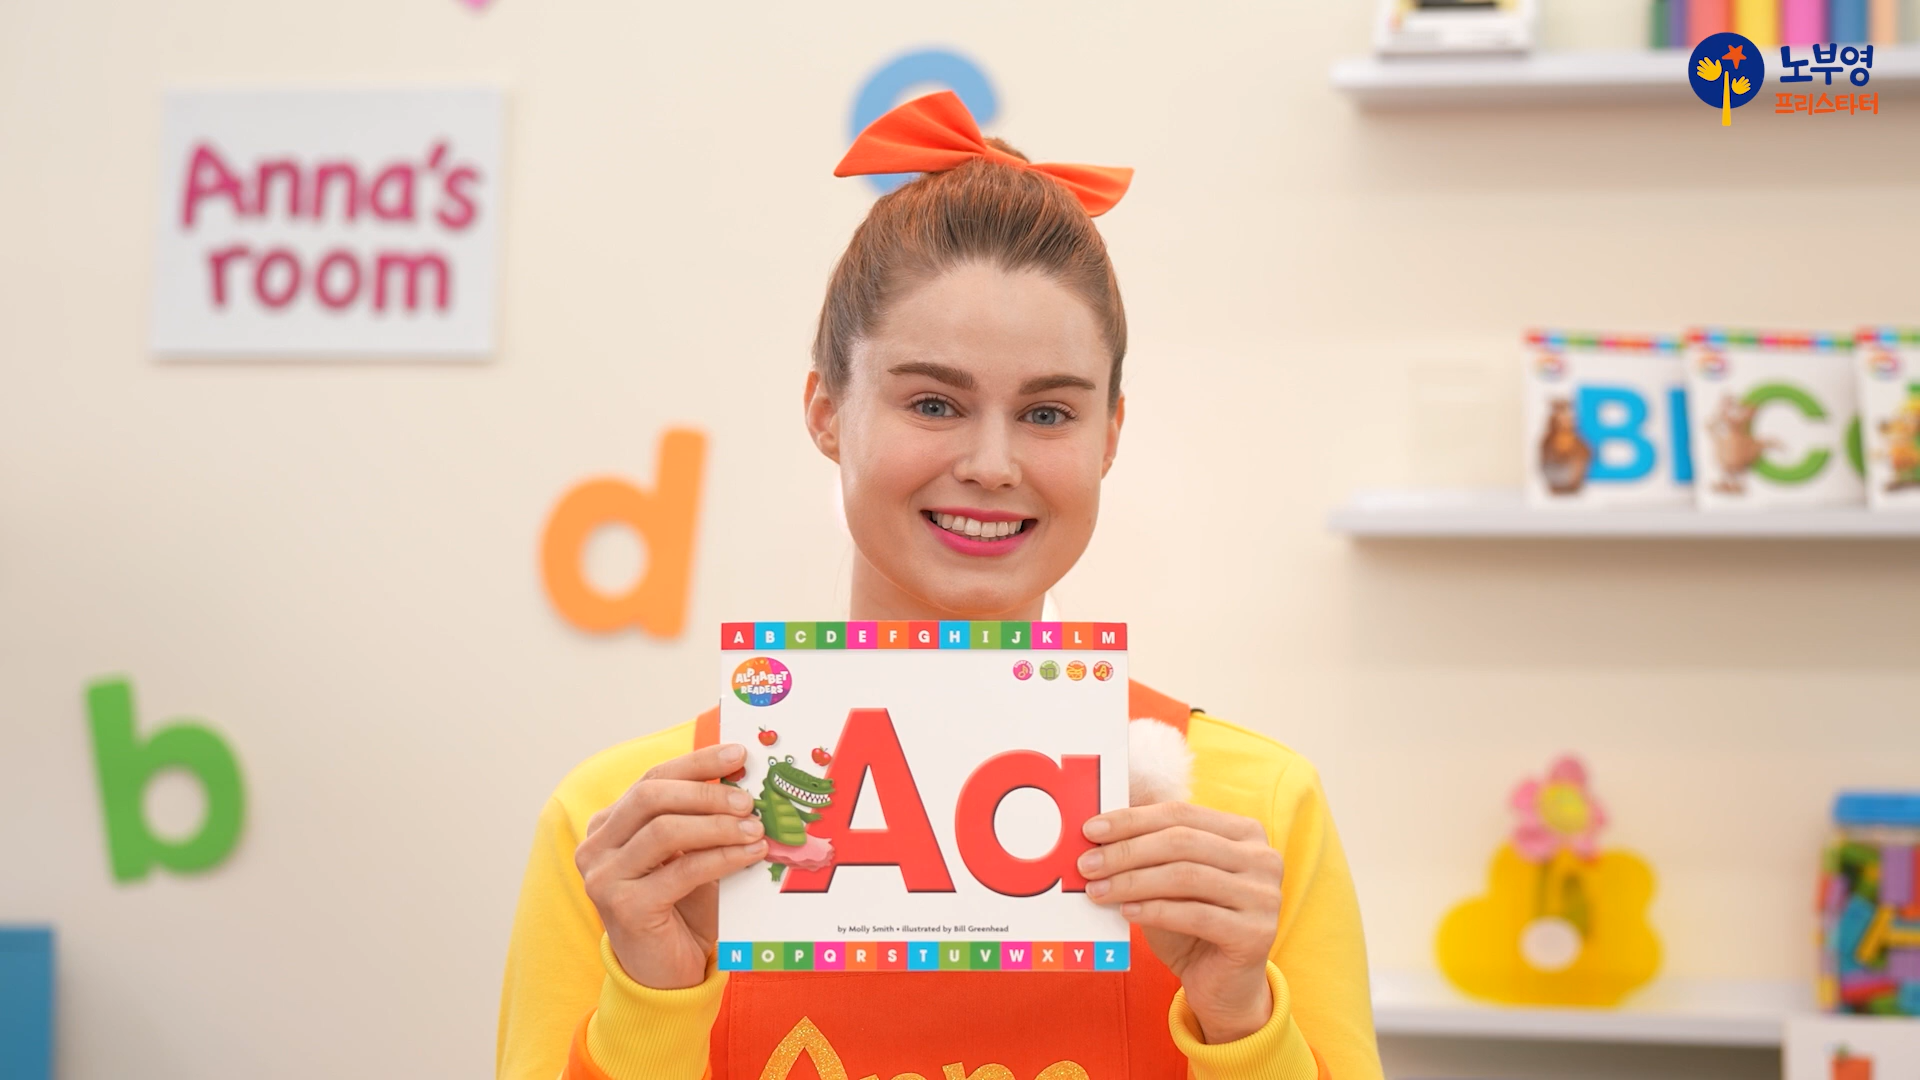 노부영
프리스타터
Anna's
room
c
d
b
B
C
A B C D E F G H I J K L M
ALPHABET
READERS
Aa
by Molly Smith • illustrated by Bill Greenhead
N O P Q R S T U V W X Y Z
Anna